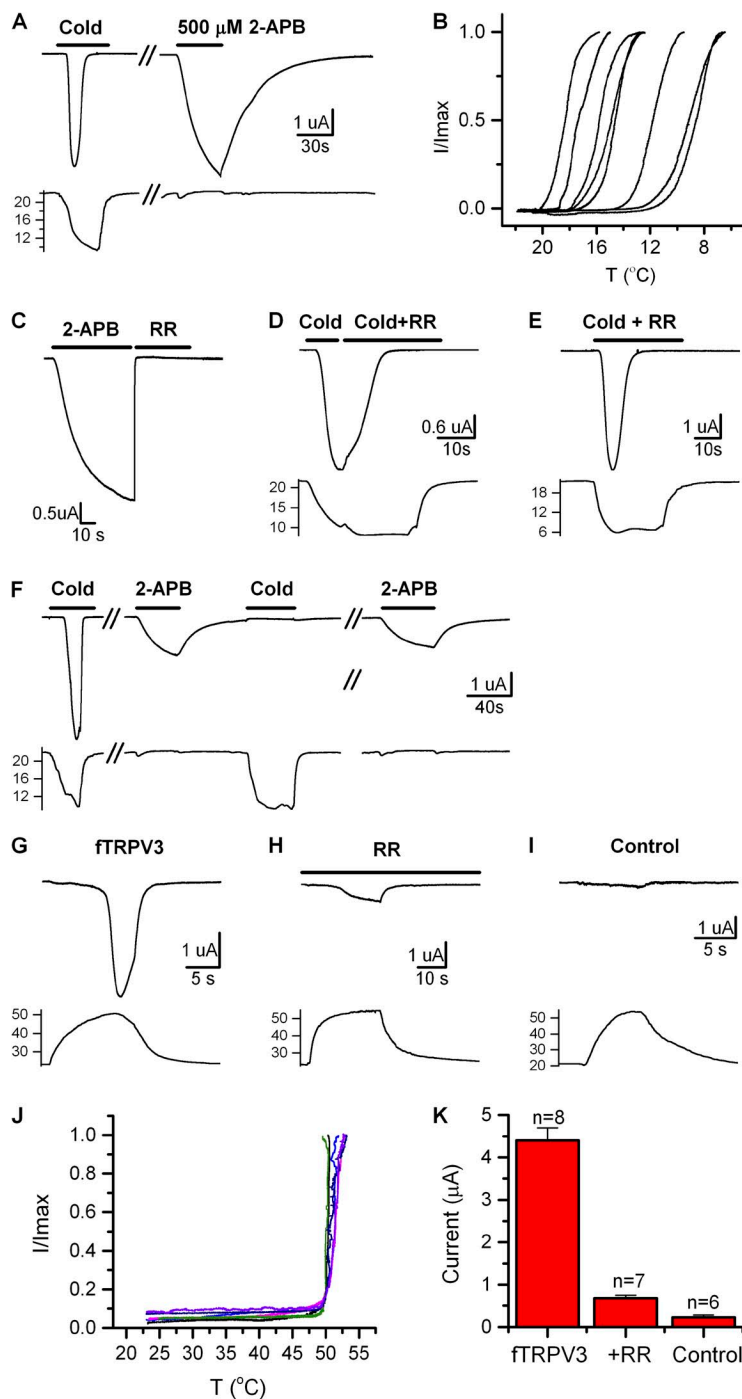 A
Cold
500 μM 2-APB
1 uA
30s
20
16
12
B
I/Imax
1.0
0.5
0.0
20 16 12 8
T (°C)
C
2-APB RR
0.5uA
10 s
D
Cold Cold+RR
0.6 uA
10s
20
15
10
E
Cold + RR
1 uA
10s
18
12
6
F
Cold 2-APB Cold 2-APB
1 uA
40s
20
16
12
G
fTRPV3
1 uA
5 s
50
40
30
H
RR
1 uA
10 s
50
40
30
I
Control
1 uA
5 s
50
40
30
20
J
I/Imax
1.0
0.8
0.6
0.4
0.2
0.0
20 25 30 35 40 45 50 55
T (°C)
K
Current (μA)
5
4
3
2
1
0
n=8
n=7
n=6
fTRPV3 +RR Control